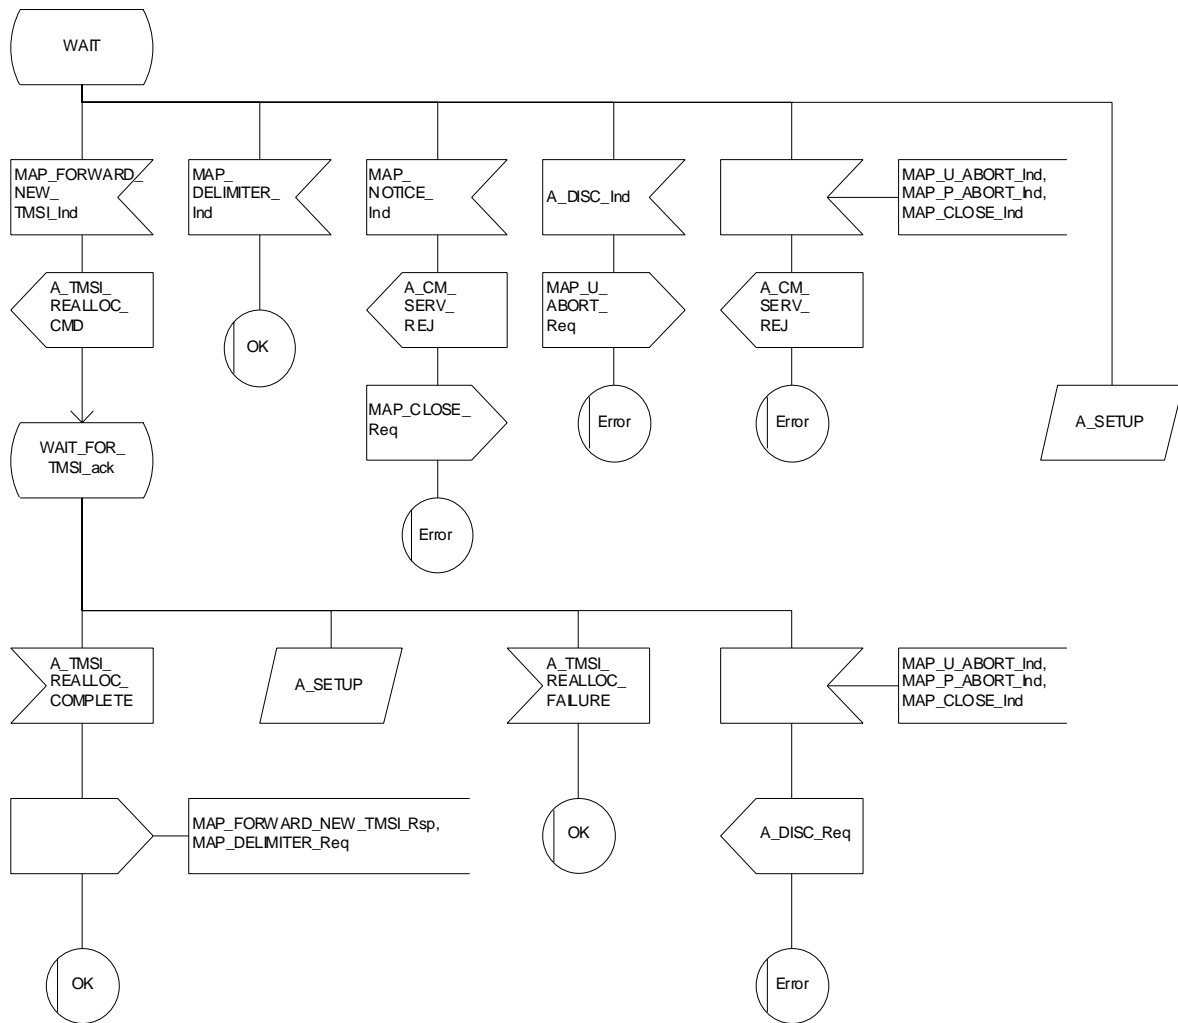 WAIT
MAP_FORWARD_
NEW_
TMSI_Ind
MAP_
DELIMITER_
Ind
MAP_
NOTICE_
Ind
A_DISC_Ind
MAP_U_ABORT_Ind,
MAP_P_ABORT_Ind,
MAP_CLOSE_Ind
A_TMSI_
REALLOC_
CMD
OK
A_CM_
SERV_
REJ
MAP_U_
ABORT_
Req
A_CM_
SERV_
REJ
MAP_CLOSE_
Req
Error
Error
A_SETUP
WAIT_FOR_
TMSI_ack
Error
A_TMSI_
REALLOC_
COMPLETE
A_SETUP
A_TMSI_
REALLOC_
FAILURE
MAP_U_ABORT_Ind,
MAP_P_ABORT_Ind,
MAP_CLOSE_Ind
MAP_FORWARD_NEW_TMSI_Rsp,
MAP_DELIMITER_Req
OK
A_DISC_Req
OK
Error